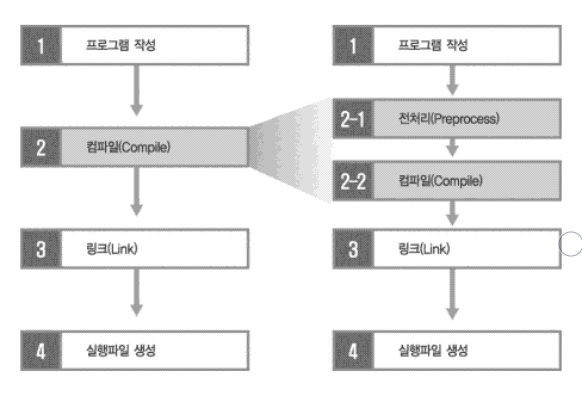 1 프로그램 작성
2 컴파일(Compile)
3 링크(Link)
4 실행파일 생성
1 프로그램 작성
2-1 전처리(Preprocess)
2-2 컴파일(Compile)
3 링크(Link)
4 실행파일 생성